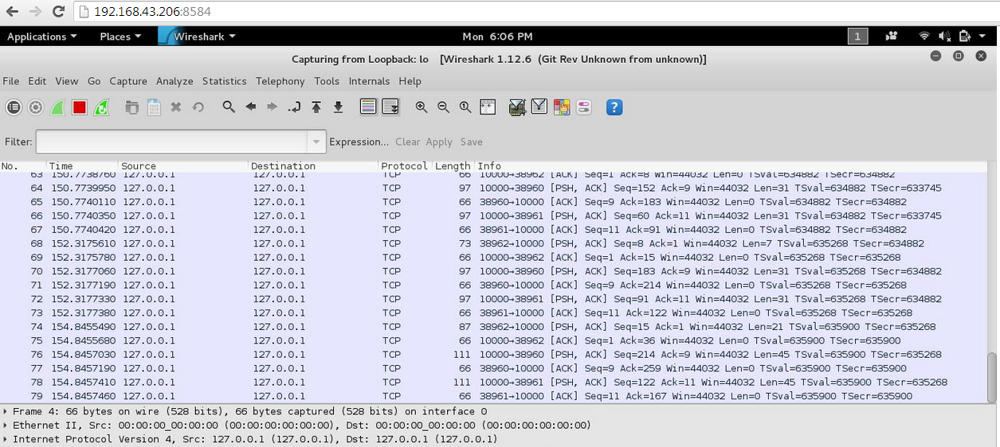 192.168.43.206:8584
Applications Places Wireshark Mon 6:06 PM 1
Capturing from Loopback: lo [Wireshark 1.12.6 (Git Rev Unknown from unknown)]
File Edit View Go Capture Analyze Statistics Telephony Tools Internals Help
Filter: Expression... Clear Apply Save
No. Time Source Destination Protocol Length Info
63 150.7738760 127.0.0.1 127.0.0.1 TCP 66 10000→38962 [ACK] Seq=1 Ack=8 Win=44032 Len=0 TSval=634882 TSecr=634882
64 150.7739950 127.0.0.1 127.0.0.1 TCP 97 10000→38960 [PSH, ACK] Seq=152 Ack=9 Win=44032 Len=31 TSval=634882 TSecr=633745
65 150.7740110 127.0.0.1 127.0.0.1 TCP 66 38960→10000 [ACK] Seq=9 Ack=183 Win=44032 Len=0 TSval=634882 TSecr=634882
66 150.7740350 127.0.0.1 127.0.0.1 TCP 97 10000→38961 [PSH, ACK] Seq=60 Ack=11 Win=44032 Len=31 TSval=634882 TSecr=633745
67 150.7740420 127.0.0.1 127.0.0.1 TCP 66 38961→10000 [ACK] Seq=11 Ack=91 Win=44032 Len=0 TSval=634882 TSecr=634882
68 152.3175610 127.0.0.1 127.0.0.1 TCP 73 38962→10000 [PSH, ACK] Seq=8 Ack=1 Win=44032 Len=7 TSval=635268 TSecr=634882
69 152.3175780 127.0.0.1 127.0.0.1 TCP 66 10000→38962 [ACK] Seq=1 Ack=15 Win=44032 Len=0 TSval=635268 TSecr=635268
70 152.3177060 127.0.0.1 127.0.0.1 TCP 97 10000→38960 [PSH, ACK] Seq=183 Ack=9 Win=44032 Len=31 TSval=635268 TSecr=634882
71 152.3177190 127.0.0.1 127.0.0.1 TCP 66 38960→10000 [ACK] Seq=9 Ack=214 Win=44032 Len=0 TSval=635268 TSecr=635268
72 152.3177330 127.0.0.1 127.0.0.1 TCP 97 10000→38961 [PSH, ACK] Seq=91 Ack=11 Win=44032 Len=31 TSval=635268 TSecr=634882
73 152.3177380 127.0.0.1 127.0.0.1 TCP 66 38961→10000 [ACK] Seq=11 Ack=122 Win=44032 Len=0 TSval=635268 TSecr=635268
74 154.8455490 127.0.0.1 127.0.0.1 TCP 87 38962→10000 [PSH, ACK] Seq=15 Ack=1 Win=44032 Len=21 TSval=635900 TSecr=635268
75 154.8455680 127.0.0.1 127.0.0.1 TCP 66 10000→38962 [ACK] Seq=1 Ack=36 Win=44032 Len=0 TSval=635900 TSecr=635900
76 154.8457030 127.0.0.1 127.0.0.1 TCP 111 10000→38960 [PSH, ACK] Seq=214 Ack=9 Win=44032 Len=45 TSval=635900 TSecr=635268
77 154.8457190 127.0.0.1 127.0.0.1 TCP 66 38960→10000 [ACK] Seq=9 Ack=259 Win=44032 Len=0 TSval=635900 TSecr=635900
78 154.8457410 127.0.0.1 127.0.0.1 TCP 111 10000→38961 [PSH, ACK] Seq=122 Ack=11 Win=44032 Len=45 TSval=635900 TSecr=635268
79 154.8457460 127.0.0.1 127.0.0.1 TCP 66 38961→10000 [ACK] Seq=11 Ack=167 Win=44032 Len=0 TSval=635900 TSecr=635900
Frame 4: 66 bytes on wire (528 bits), 66 bytes captured (528 bits) on interface 0
Ethernet II, Src: 00:00:00_00:00:00 (00:00:00:00:00:00), Dst: 00:00:00_00:00:00 (00:00:00:00:00:00)
Internet Protocol Version 4, Src: 127.0.0.1 (127.0.0.1), Dst: 127.0.0.1 (127.0.0.1)